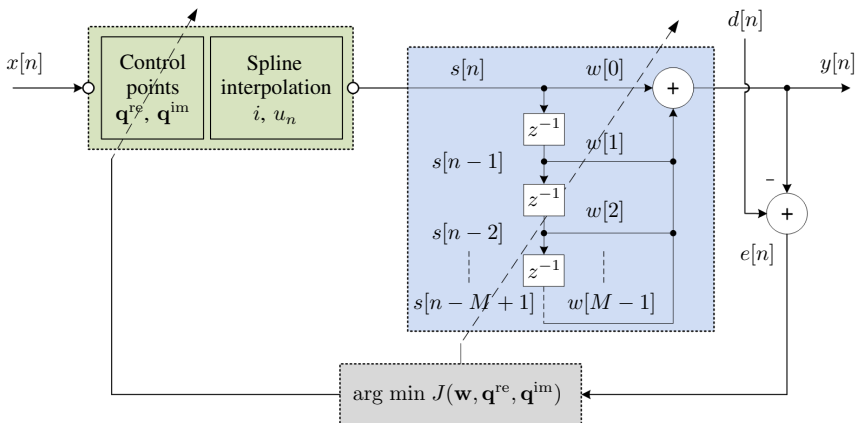 d[n]
x[n]
Control
points
q^re, q^im
Spline
interpolation
i, u_n
s[n]
w[0]
+
y[n]
z^−1
s[n − 1]
w[1]
z^−1
s[n − 2]
w[2]
z^−1
s[n − M + 1]
w[M − 1]
−
+
e[n]
arg min J(w, q^re, q^im)